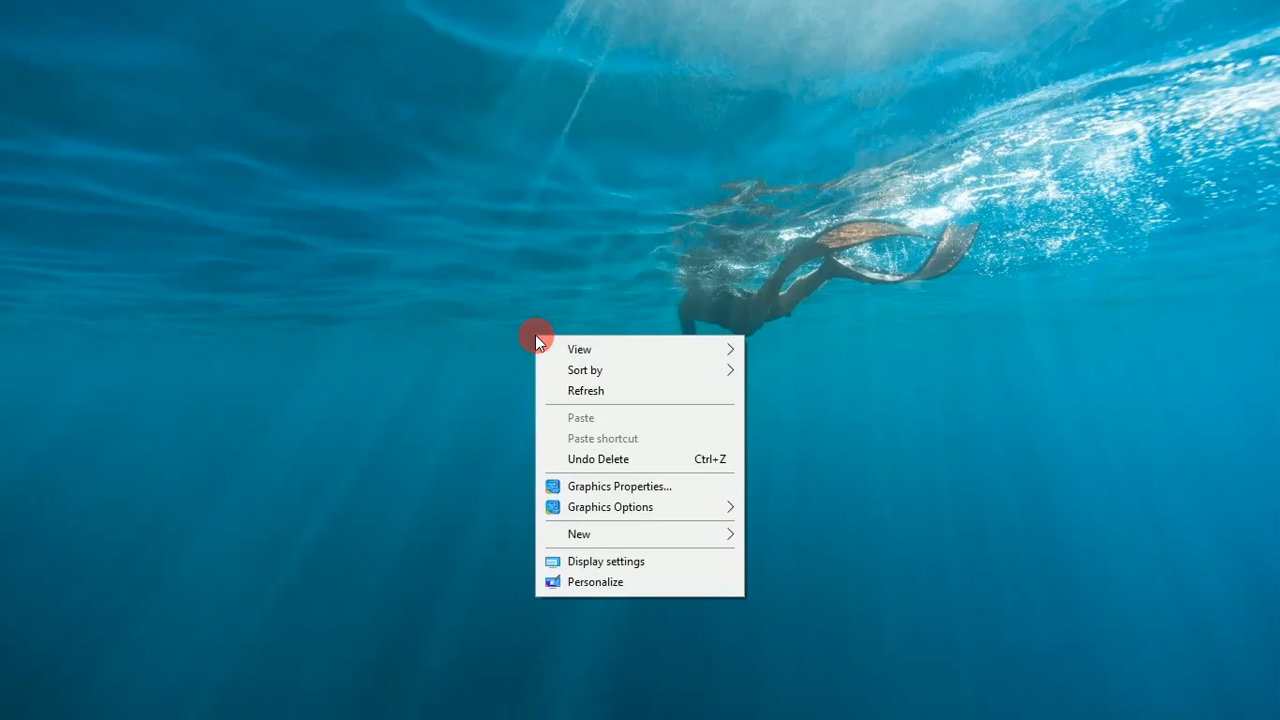 View
Sort by
Refresh
Paste
Paste shortcut
Undo Delete Ctrl+Z
Graphics Properties...
Graphics Options
New
Display settings
Personalize